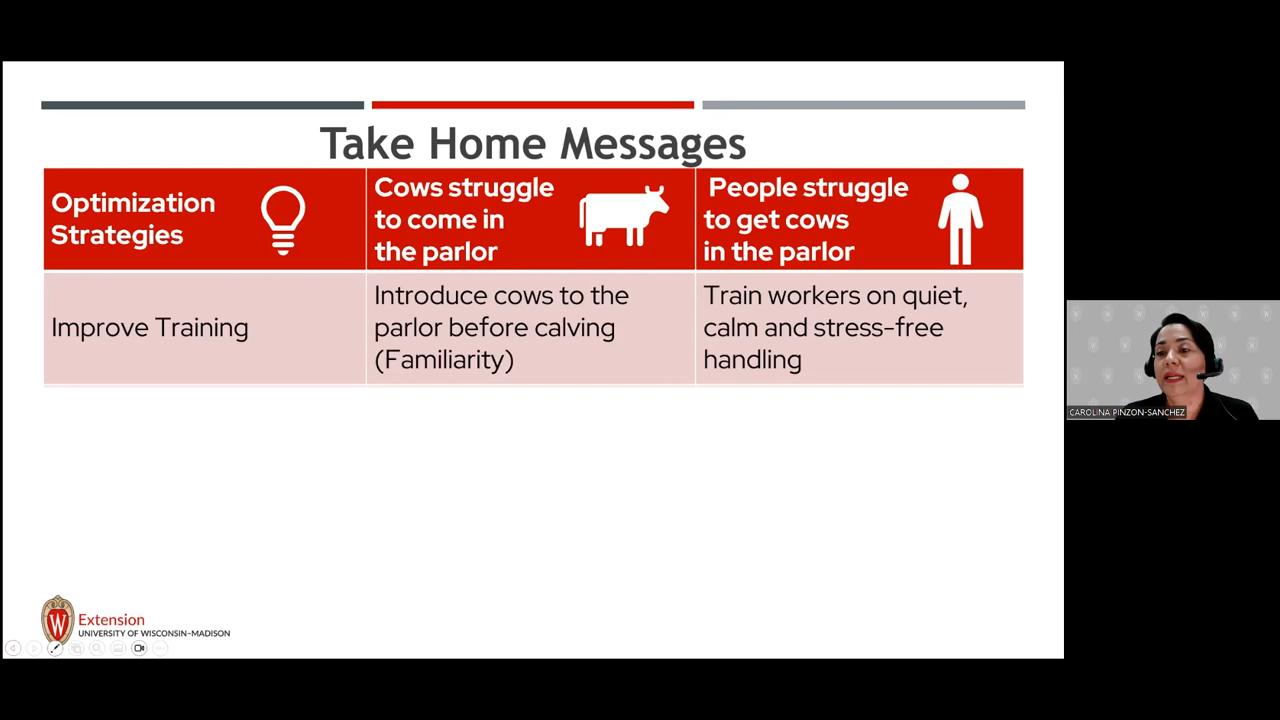 Take Home Messages
Optimization
Strategies
Cows struggle
to come in
the parlor
People struggle
to get cows
in the parlor
Improve Training
Introduce cows to the
parlor before calving
(Familiarity)
Train workers on quiet,
calm and stress-free
handling
W
Extension
UNIVERSITY OF WISCONSIN–MADISON
CAROLINA PINZON-SANCHEZ